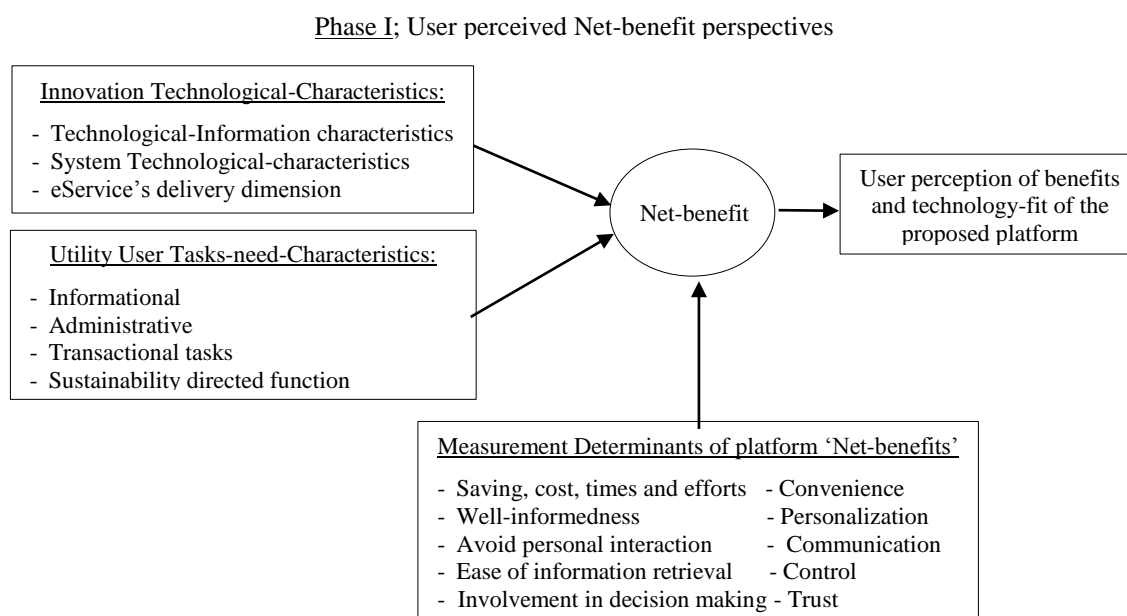 Phase I; User perceived Net-benefit perspectives
Innovation Technological-Characteristics:
- Technological-Information characteristics
- System Technological-characteristics
- eService's delivery dimension
Utility User Tasks-need-Characteristics:
- Informational
- Administrative
- Transactional tasks
- Sustainability directed function
Net-benefit
User perception of benefits
and technology-fit of the
proposed platform
Measurement Determinants of platform ‘Net-benefits’
- Saving, cost, times and efforts - Convenience
- Well-informedness - Personalization
- Avoid personal interaction - Communication
- Ease of information retrieval - Control
- Involvement in decision making - Trust